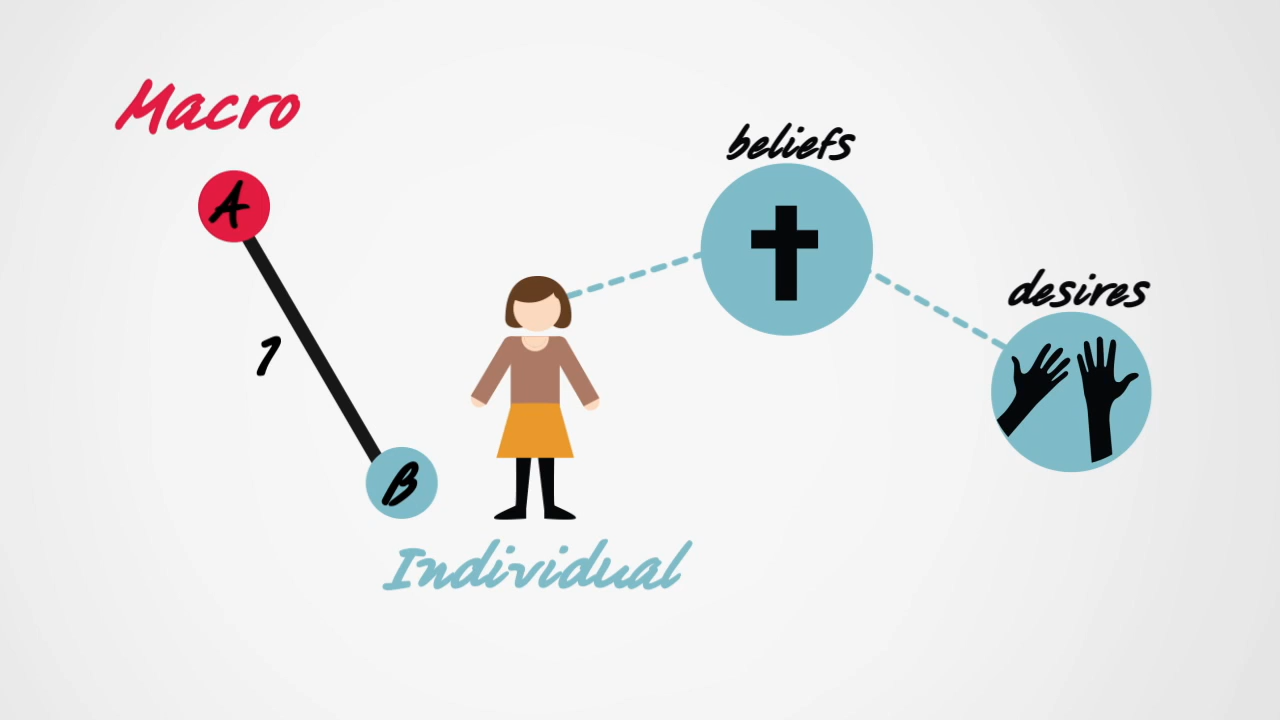 Macro
A
1
B
Individual
beliefs
desires